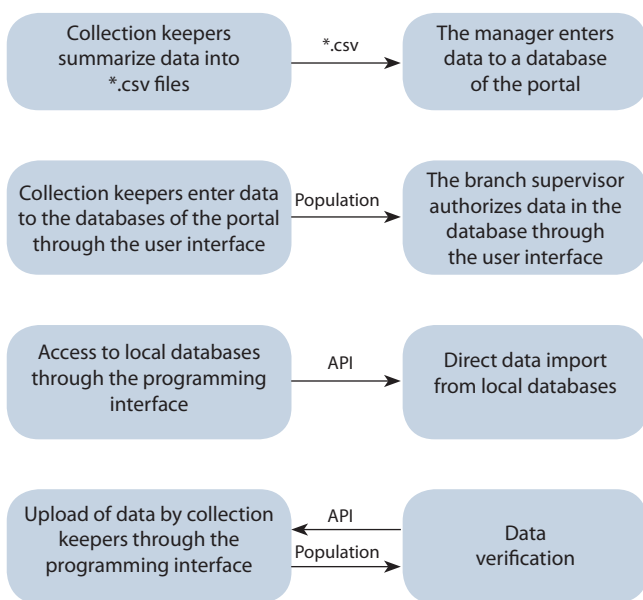 Collection keepers
summarize data into
*.csv files
*.csv
The manager enters
data to a database
of the portal
Collection keepers enter data
to the databases of the portal
through the user interface
Population
The branch supervisor
authorizes data in the
database through
the user interface
Access to local databases
through the programming
interface
API
Direct data import
from local databases
Upload of data by collection
keepers through the
programming interface
API
Population
Data
verification